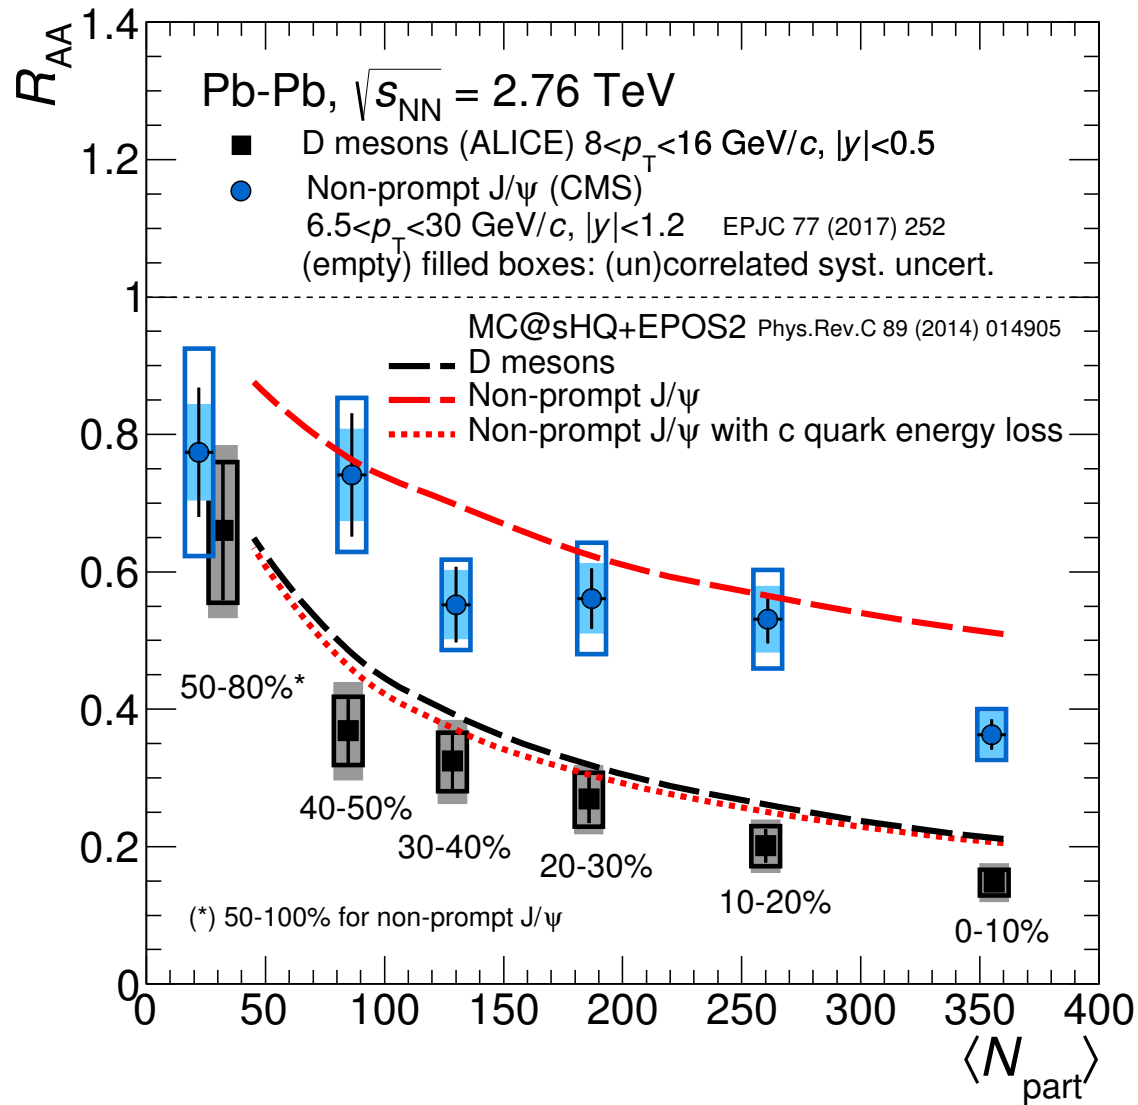 R_AA
1.4
1.2
1
0.8
0.6
0.4
0.2
0
Pb-Pb, √s_NN = 2.76 TeV
D mesons (ALICE) 8<p_T<16 GeV/c, |y|<0.5
Non-prompt J/ψ (CMS)
6.5<p_T<30 GeV/c, |y|<1.2 EPJC 77 (2017) 252
(empty) filled boxes: (un)correlated syst. uncert.
MC@sHQ+EPOS2 Phys.Rev.C 89 (2014) 014905
D mesons
Non-prompt J/ψ
Non-prompt J/ψ with c quark energy loss
50-80%*
40-50%
30-40%
20-30%
10-20%
0-10%
(*) 50-100% for non-prompt J/ψ
0 50 100 150 200 250 300 350 400
⟨N_part⟩